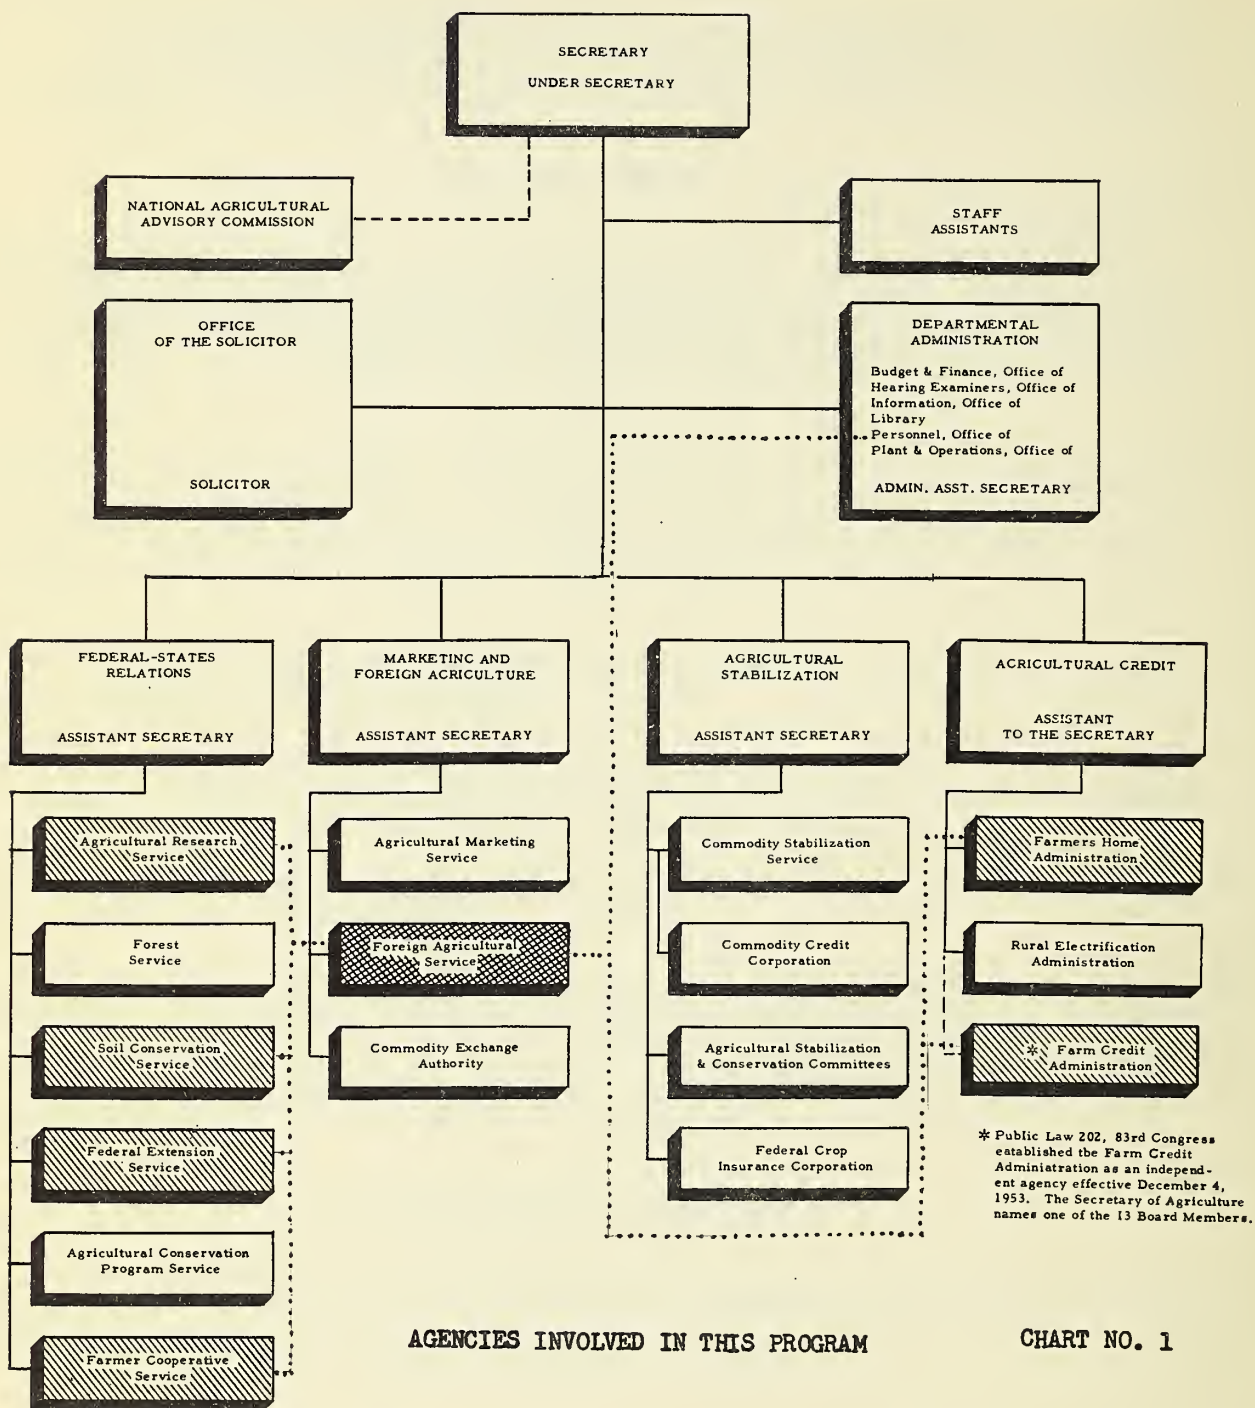 SECRETARY
UNDER SECRETARY
NATIONAL AGRICULTURAL
ADVISORY COMMISSION
STAFF
ASSISTANTS
OFFICE
OF THE SOLICITOR
SOLICITOR
DEPARTMENTAL
ADMINISTRATION
Budget & Finance, Office of
Hearing Examiners, Office of
Information, Office of
Library
Personnel, Office of
Plant & Operations, Office of
ADMIN. ASST. SECRETARY
FEDERAL-STATES
RELATIONS
ASSISTANT SECRETARY
MARKETINC AND
FOREIGN AGRICULTURE
ASSISTANT SECRETARY
AGRICULTURAL
STABILIZATION
ASSISTANT SECRETARY
ACRICULTURAL CREDIT
ASSISTANT
TO THE SECRETARY
Agricultural Research
Service
Forest
Service
Soil Conservation
Service
Federal Extension
Service
Agricultural Conservation
Program Service
Farmer Cooperative
Service
Agricultural Marketing
Service
Foreign Agricultural
Service
Commodity Exchange
Authority
Commodity Stabilization
Service
Commodity Credit
Corporation
Agricultural Stabilization
& Conservation Committees
Federal Crop
Insurance Corporation
Farmers Home
Administration
Rural Electrification
Administration
* Farm Credit
Administration
* Public Law 202, 83rd Congress
eatablished the Farm Credit
Adminiatration as an independ-
ent agency effective December 4,
1953. The Secretary of Agriculture
names one of the 13 Board Members.
AGENCIES INVOLVED IN THIS PROGRAM
CHART NO. 1